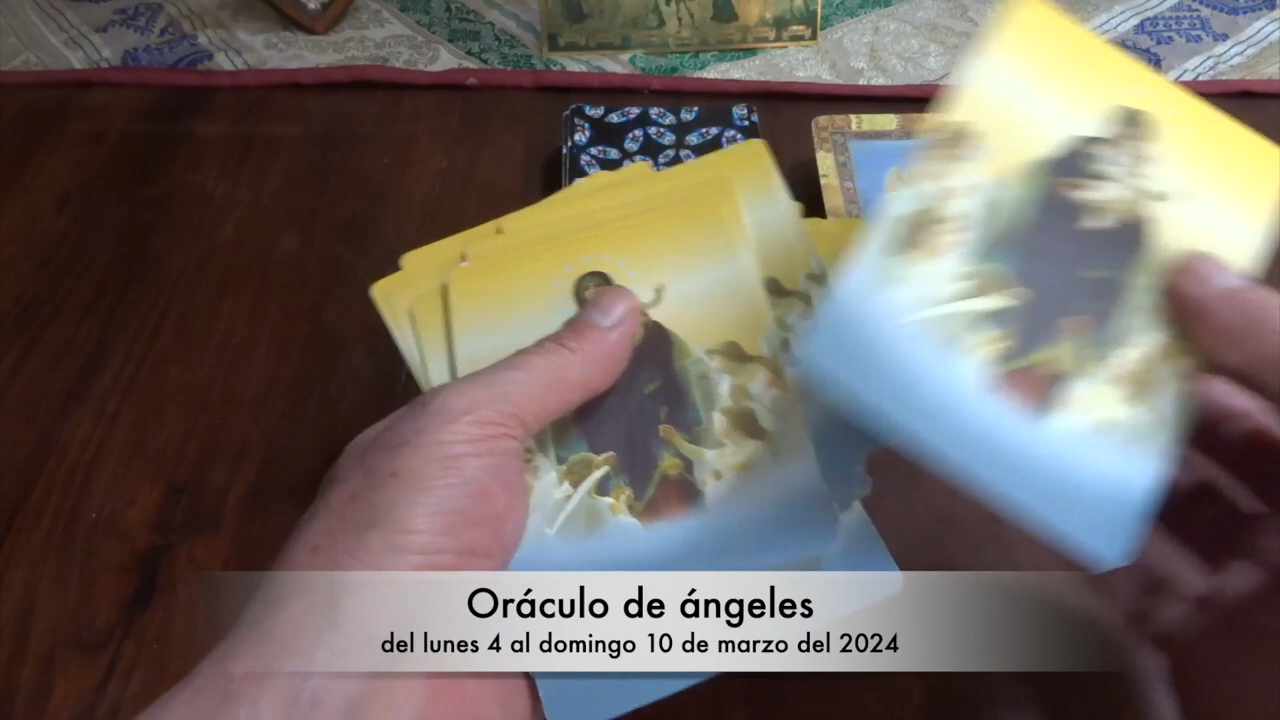 Oráculo de ángeles
del lunes 4 al domingo 10 de marzo del 2024